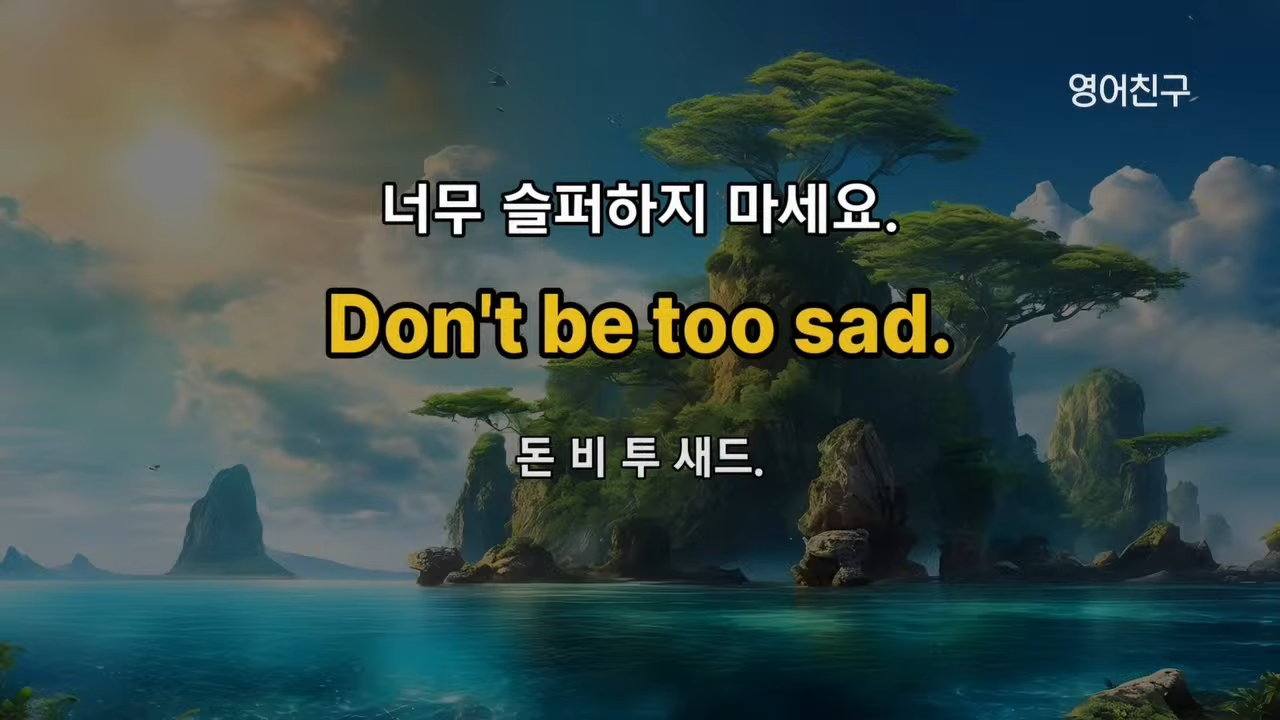 영어친구
너무 슬퍼하지 마세요.
Don't be too sad.
돈 비 투 새드.